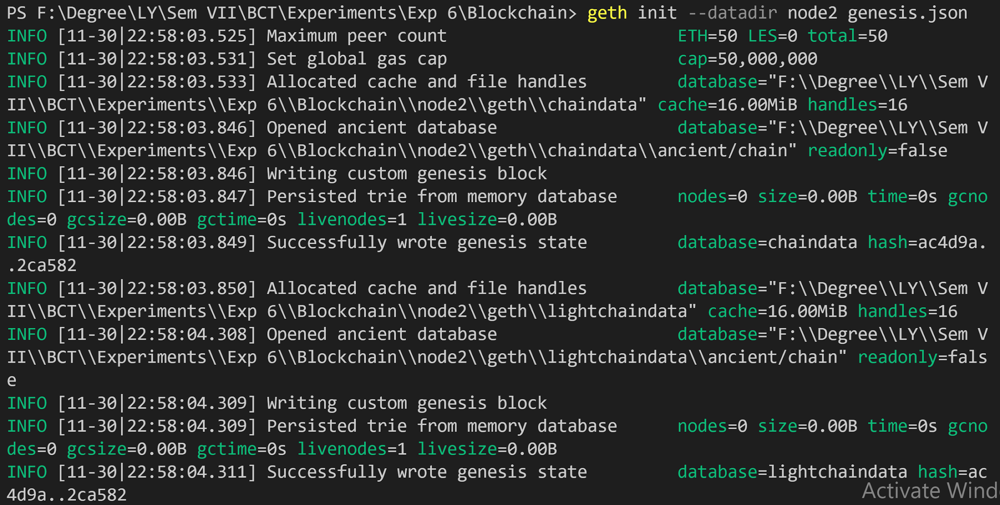 PS F:\Degree\LY\Sem VII\BCT\Experiments\Exp 6\Blockchain> geth init --datadir node2 genesis.json
INFO [11-30|22:58:03.525] Maximum peer count                       ETH=50 LES=0 total=50
INFO [11-30|22:58:03.531] Set global gas cap                       cap=50,000,000
INFO [11-30|22:58:03.533] Allocated cache and file handles         database="F:\\Degree\\LY\\Sem V
II\\BCT\\Experiments\\Exp 6\\Blockchain\\node2\\geth\\chaindata" cache=16.00MiB handles=16
INFO [11-30|22:58:03.846] Opened ancient database                  database="F:\\Degree\\LY\\Sem V
II\\BCT\\Experiments\\Exp 6\\Blockchain\\node2\\geth\\chaindata\\ancient/chain" readonly=false
INFO [11-30|22:58:03.846] Writing custom genesis block
INFO [11-30|22:58:03.847] Persisted trie from memory database      nodes=0 size=0.00B time=0s gcno
des=0 gcsize=0.00B gctime=0s livenodes=1 livesize=0.00B
INFO [11-30|22:58:03.849] Successfully wrote genesis state         database=chaindata hash=ac4d9a.
.2ca582
INFO [11-30|22:58:03.850] Allocated cache and file handles         database="F:\\Degree\\LY\\Sem V
II\\BCT\\Experiments\\Exp 6\\Blockchain\\node2\\geth\\lightchaindata" cache=16.00MiB handles=16
INFO [11-30|22:58:04.308] Opened ancient database                  database="F:\\Degree\\LY\\Sem V
II\\BCT\\Experiments\\Exp 6\\Blockchain\\node2\\geth\\lightchaindata\\ancient/chain" readonly=fals
e
INFO [11-30|22:58:04.309] Writing custom genesis block
INFO [11-30|22:58:04.309] Persisted trie from memory database      nodes=0 size=0.00B time=0s gcno
des=0 gcsize=0.00B gctime=0s livenodes=1 livesize=0.00B
INFO [11-30|22:58:04.311] Successfully wrote genesis state         database=lightchaindata hash=ac
4d9a..2ca582
Activate Wind